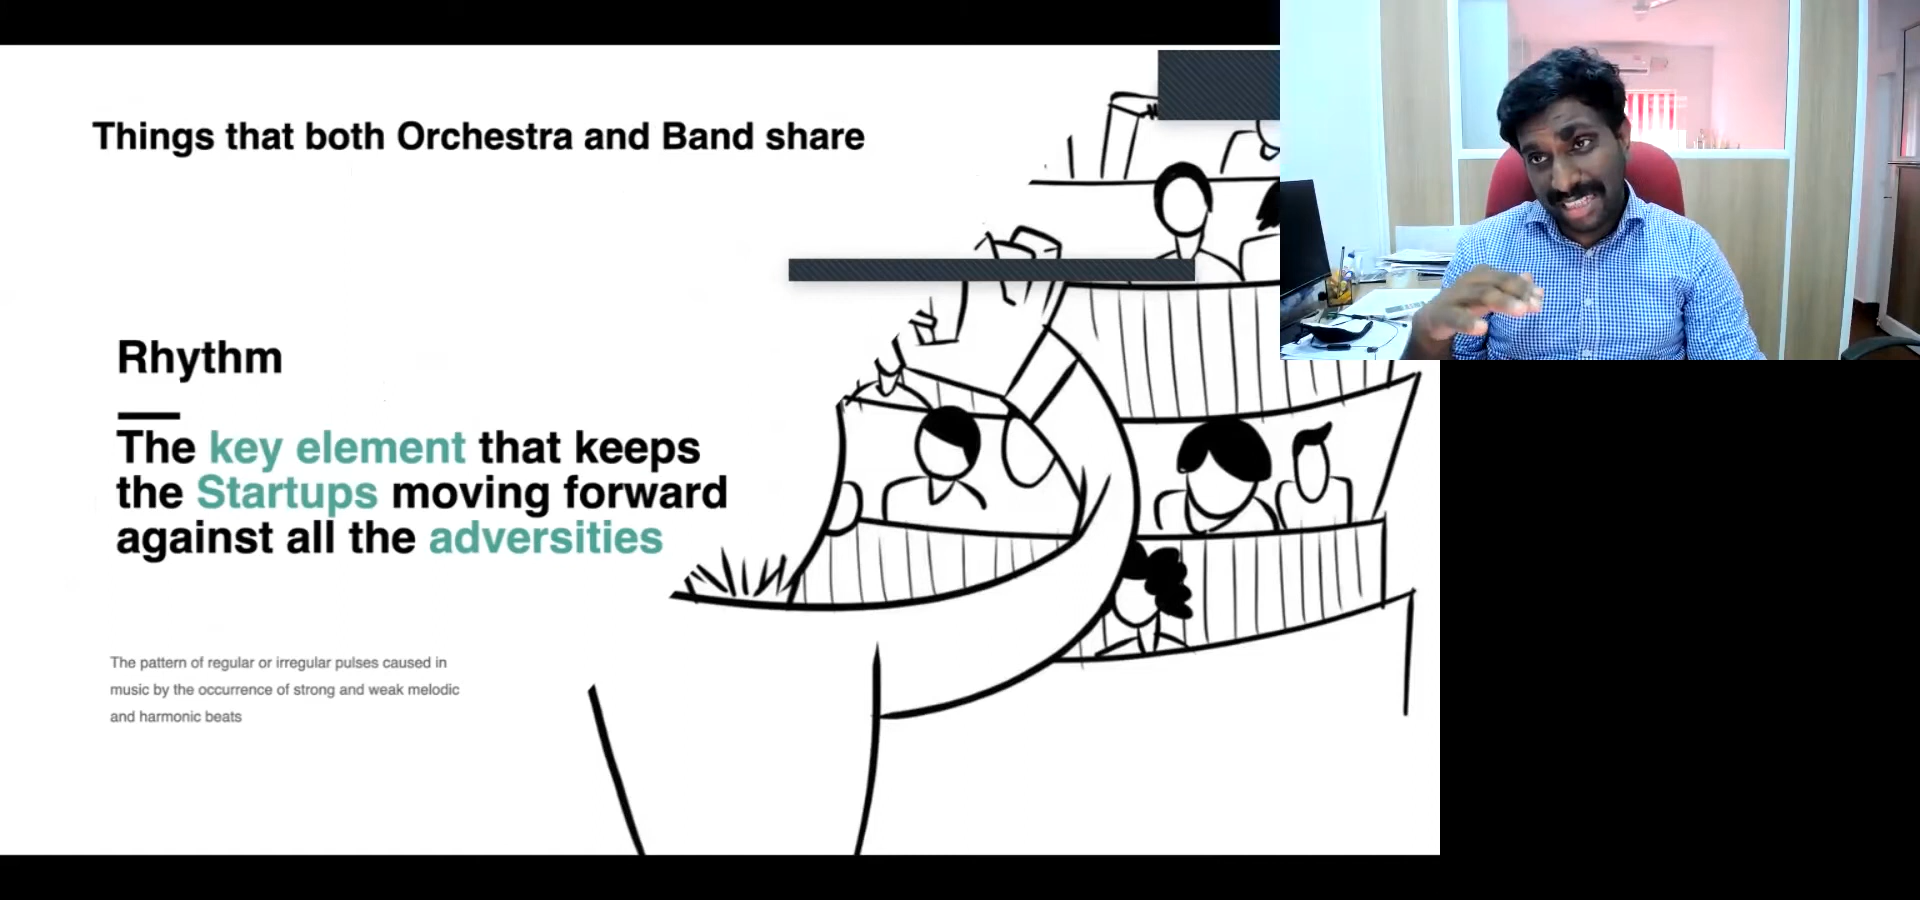 Things that both Orchestra and Band share
Rhythm
The key element that keeps
the Startups moving forward
against all the adversities
The pattern of regular or irregular pulses caused in
music by the occurrence of strong and weak melodic
and harmonic beats